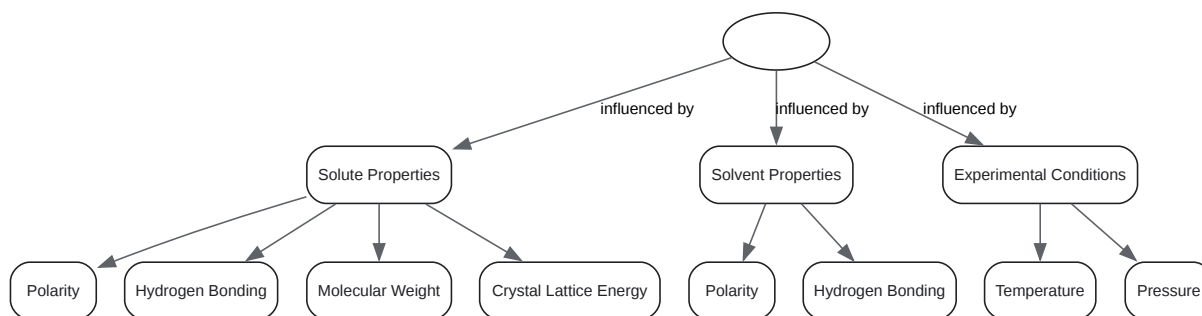 influenced by
influenced by
influenced by
Solute Properties
Solvent Properties
Experimental Conditions
Polarity
Hydrogen Bonding
Molecular Weight
Crystal Lattice Energy
Polarity
Hydrogen Bonding
Temperature
Pressure